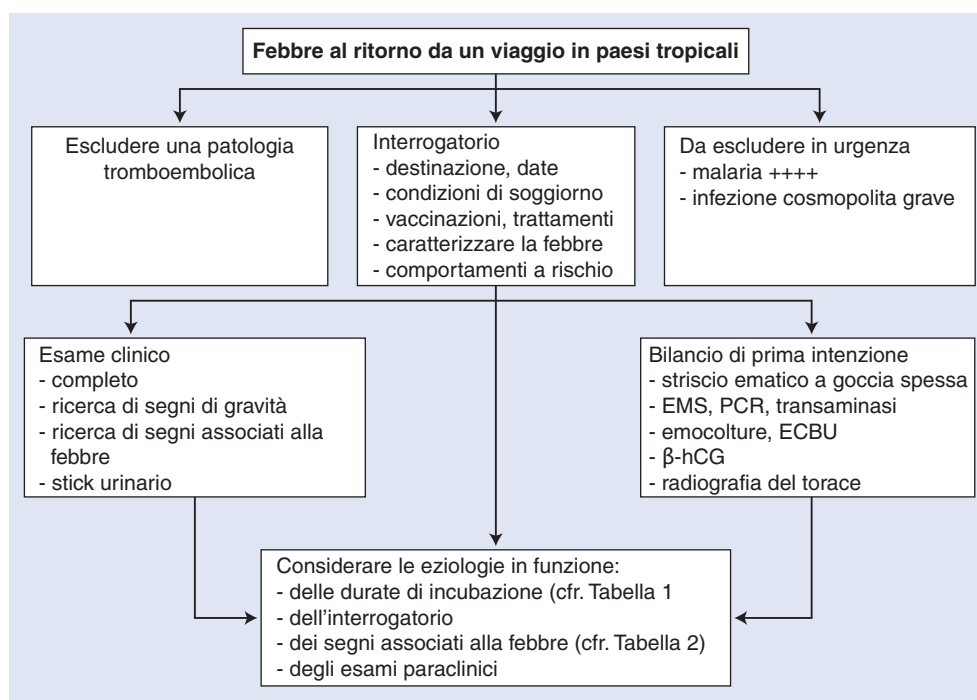 Febbre al ritorno da un viaggio in paesi tropicali
Escludere una patologia
tromboembolica
Interrogatorio
- destinazione, date
- condizioni di soggiorno
- vaccinazioni, trattamenti
- caratterizzare la febbre
- comportamenti a rischio
Da escludere in urgenza
- malaria ++++
- infezione cosmopolita grave
Esame clinico
- completo
- ricerca di segni di gravità
- ricerca di segni associati alla
febbre
- stick urinario
Bilancio di prima intenzione
- striscio ematico a goccia spessa
- EMS, PCR, transaminasi
- emocolture, ECBU
- β-hCG
- radiografia del torace
Considerare le eziologie in funzione:
- delle durate di incubazione (cfr. Tabella 1
- dell'interrogatorio
- dei segni associati alla febbre (cfr. Tabella 2)
- degli esami paraclinici